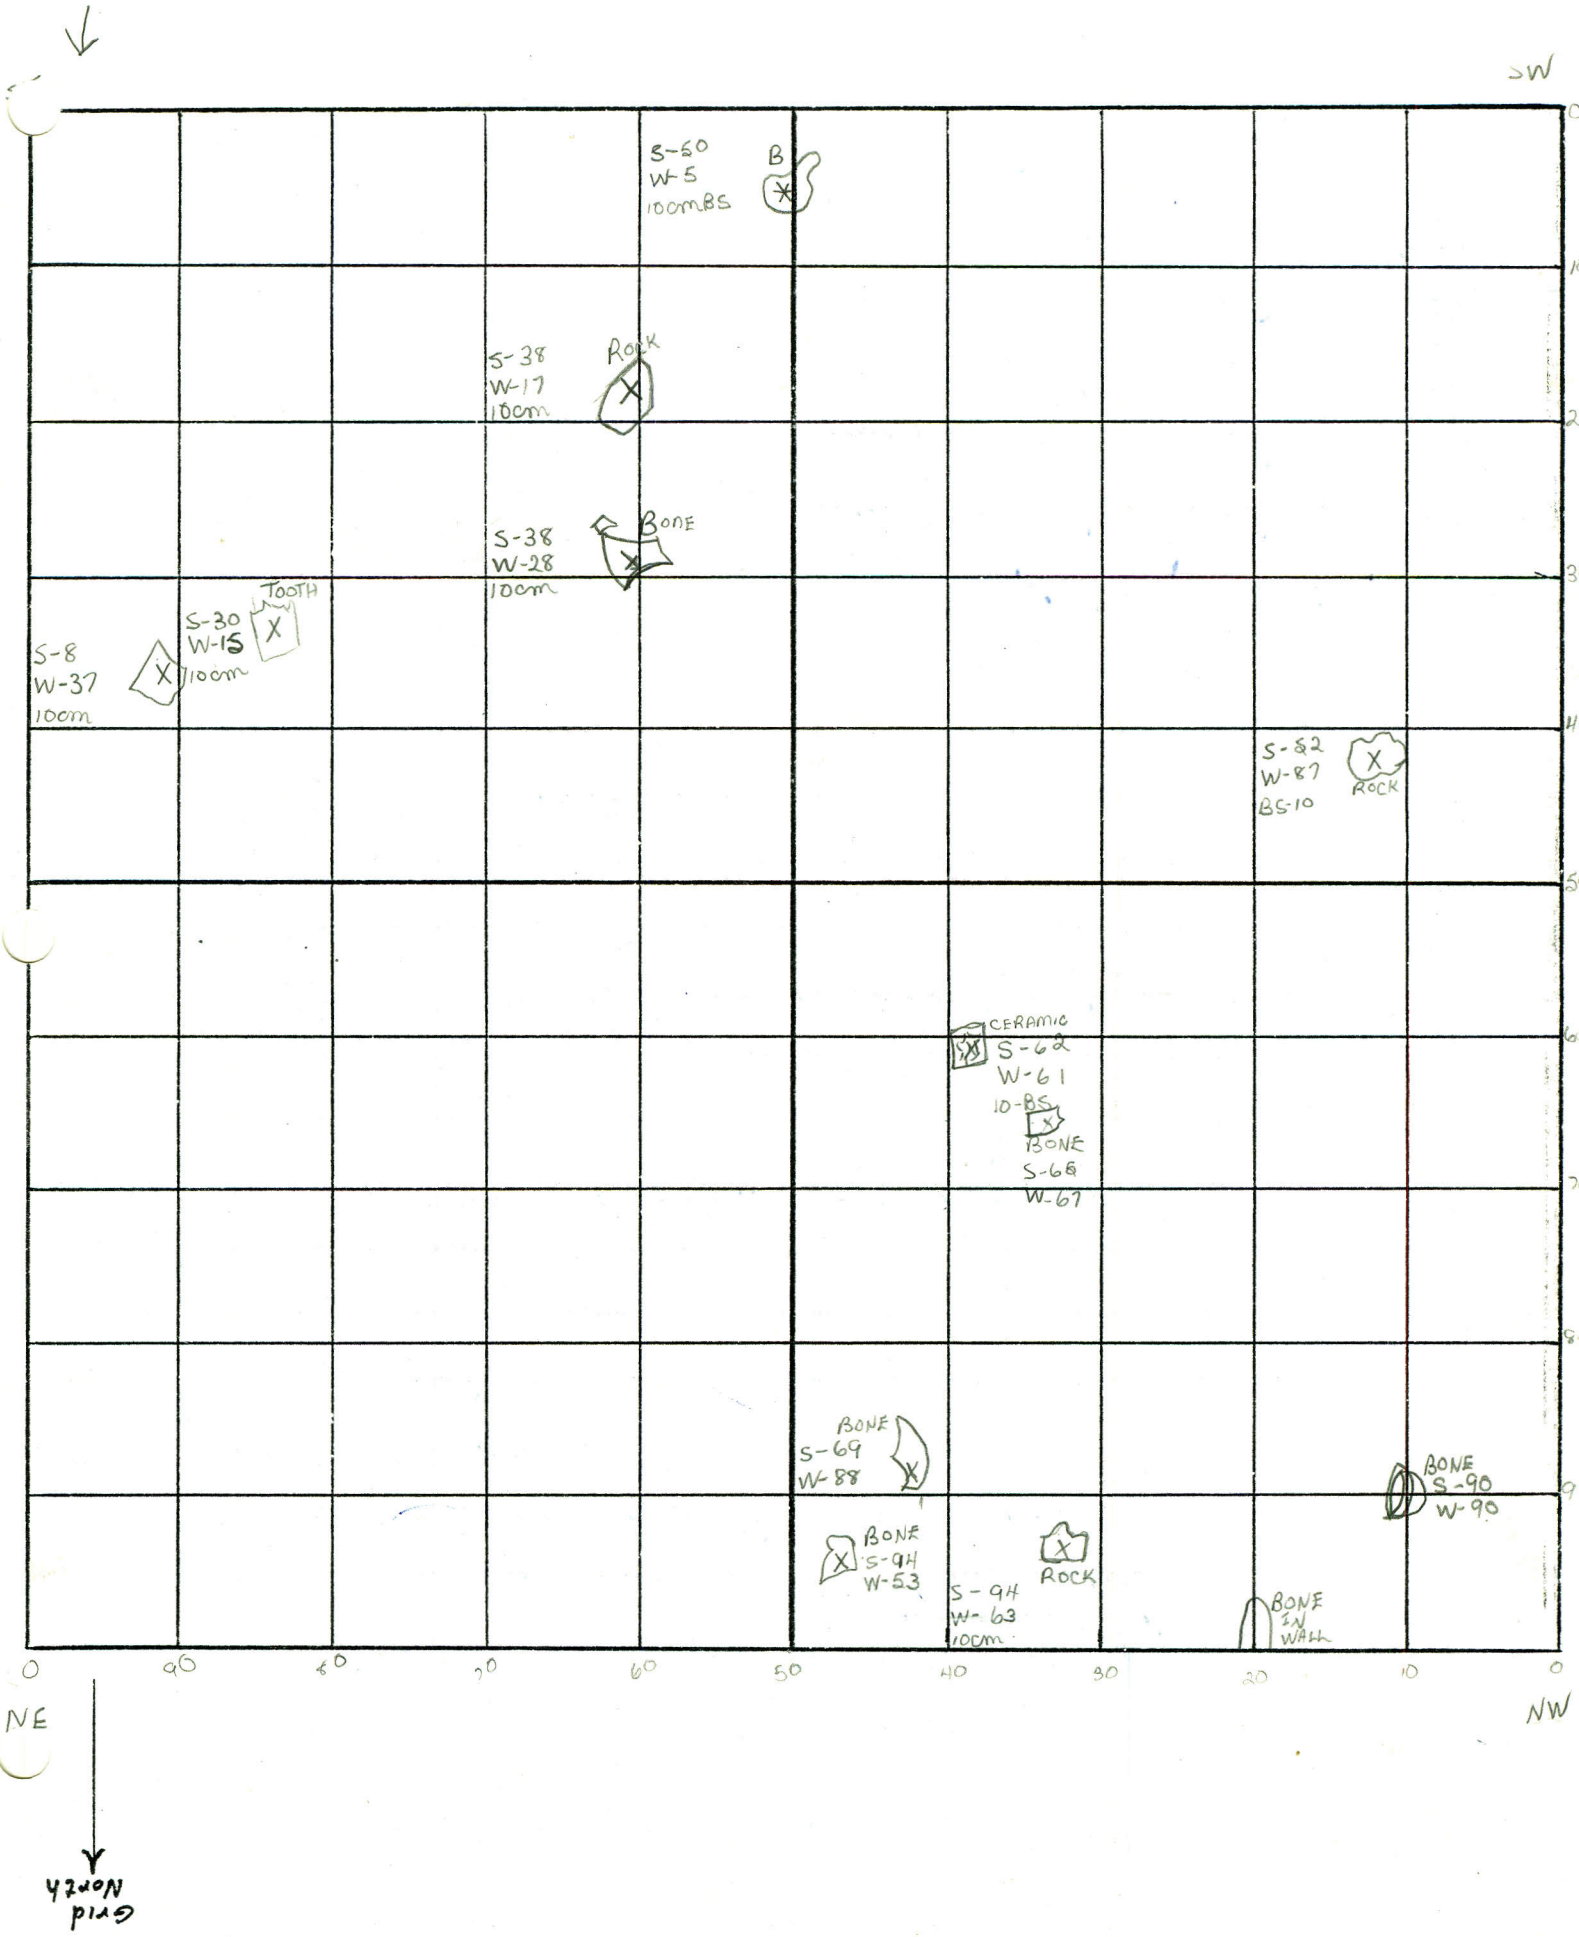 SW
0
S-50
W-5
10cmBS
B
Rock
S-38
W-17
10cm
Bone
S-38
W-28
10cm
TOOTH
S-30
W-15
10cm
S-8
W-37
10cm
S-52
W-87
BS-10
ROCK
CERAMIC
S-62
W-61
10-BS
BONE
W-67
BONE
S-69
W-88
BONE
S-90
W-90
BONE
S-94
W-53
ROCK
S-94
W-63
10cm
BONE
IN
WALL
0 90 80 70 60 50 40 30 20 10 0
NE
NW
Grid
North